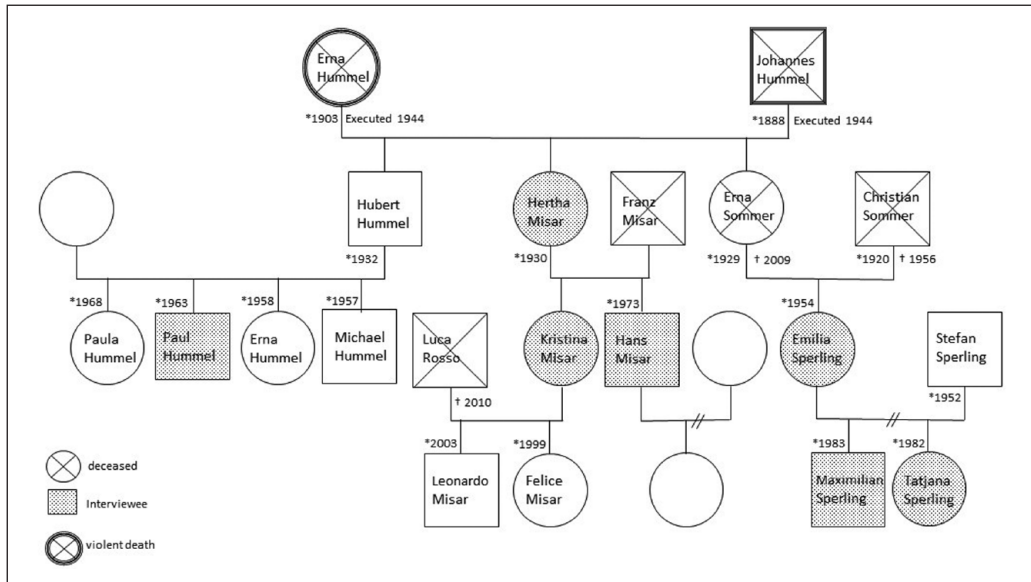 Erna
Hummel
Johannes
Hummel
*1903 Executed 1944
*1888 Executed 1944
Hubert
Hummel
Hertha
Misar
Franz
Misar
Erna
Sommer
Christian
Sommer
*1932
*1930
*1929 † 2009
*1920 † 1956
*1968
*1963
*1958
*1957
*1973
*1954
Paula
Hummel
Paul
Hummel
Erna
Hummel
Michael
Hummel
Luca
Rosso
Kristina
Misar
Hans
Misar
Emilia
Sperling
Stefan
Sperling
† 2010
*1952
*2003
*1999
*1983
*1982
Leonardo
Misar
Felice
Misar
Maximilian
Sperling
Tatjana
Sperling
deceased
Interviewee
violent death